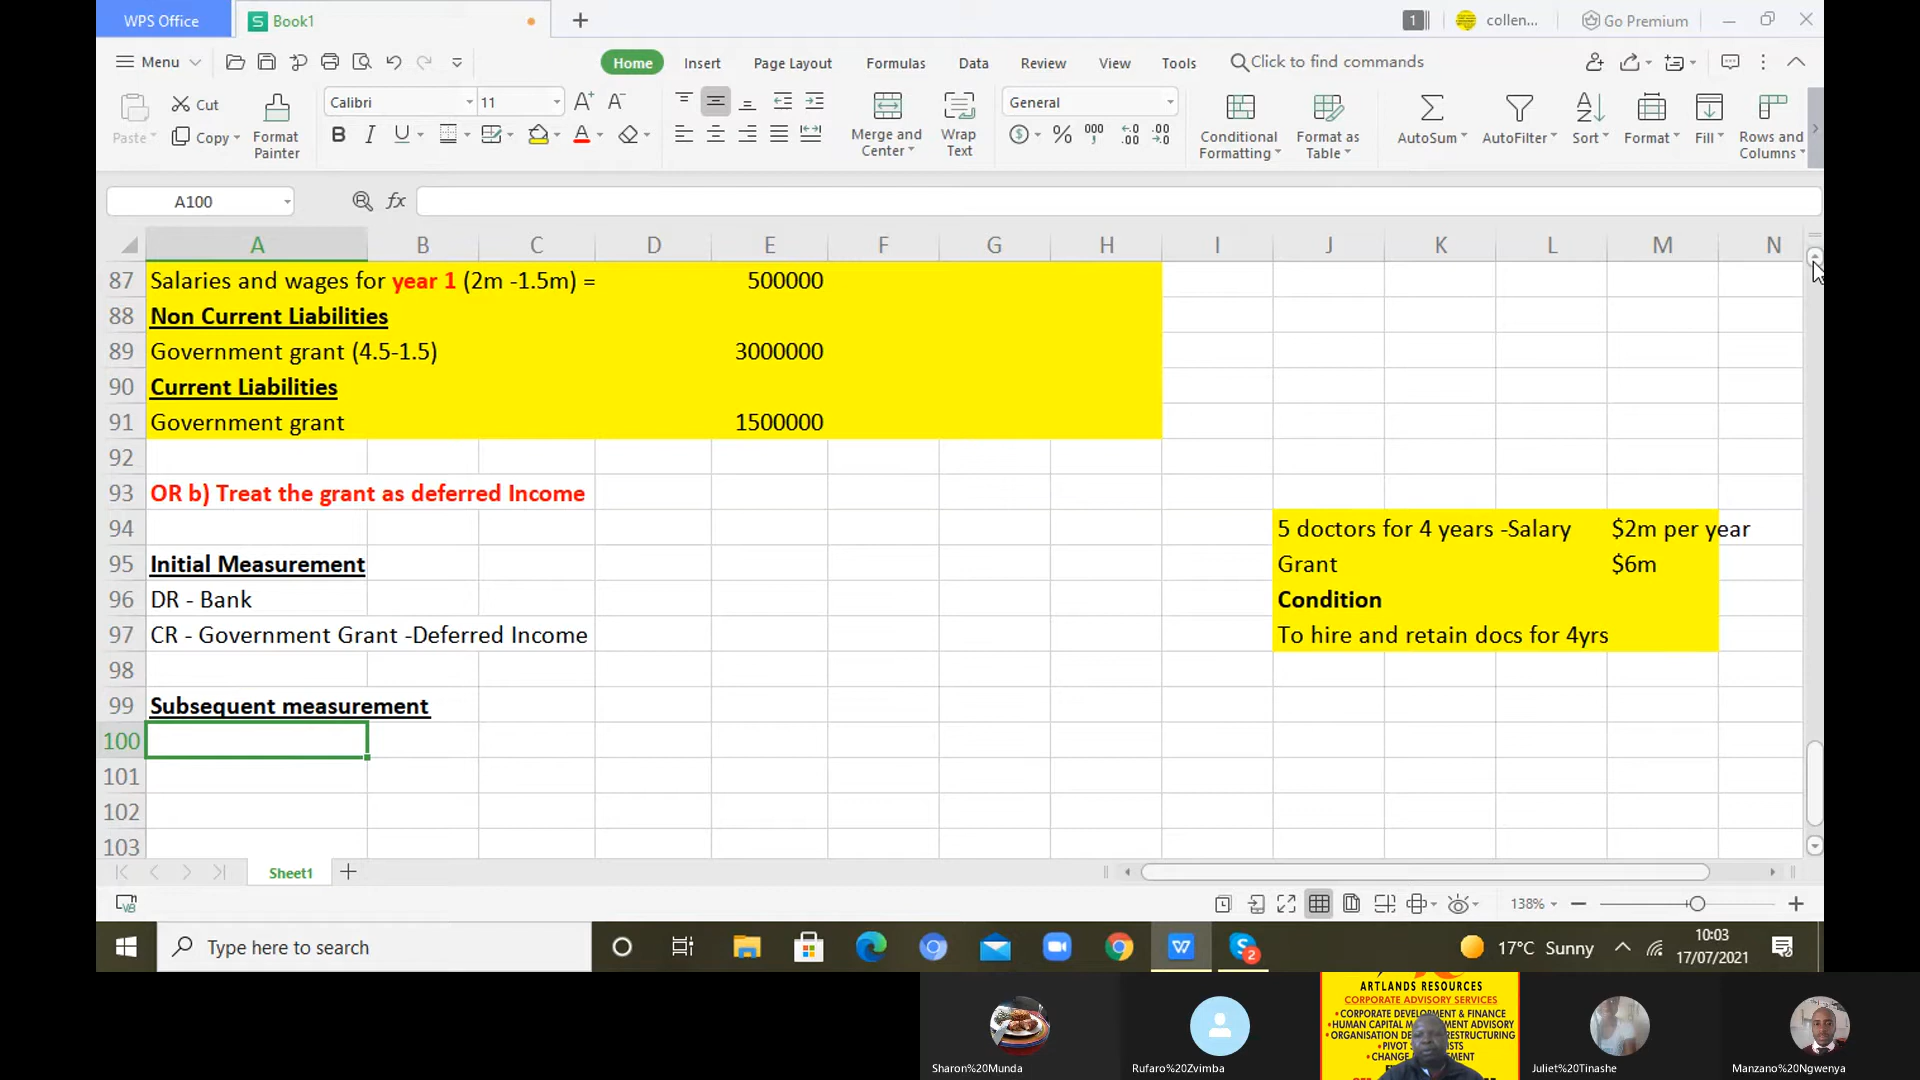 WPS Office
Book1
1
collen...
Go Premium
Menu
Home
Insert
Page Layout
Formulas
Data
Review
View
Tools
Click to find commands
Paste
Cut
Copy
Format Painter
Calibri
11
Merge and Center
Wrap Text
General
Conditional Formatting
Format as Table
AutoSum
AutoFilter
Sort
Format
Fill
Rows and Columns
A100
A B C D E F G H I J K L M N
87 Salaries and wages for year 1 (2m -1.5m) = 500000
88 Non Current Liabilities
89 Government grant (4.5-1.5) 3000000
90 Current Liabilities
91 Government grant 1500000
92
93 OR b) Treat the grant as deferred Income
94 5 doctors for 4 years -Salary $2m per year
95 Initial Measurement Grant $6m
96 DR - Bank Condition
97 CR - Government Grant -Deferred Income To hire and retain docs for 4yrs
98
99 Subsequent measurement
100
101
102
103
Sheet1
138%
Type here to search
2
17°C Sunny
10:03
17/07/2021
ARTLANDS RESOURCES
CORPORATE ADVISORY SERVICES
• CORPORATE DEVELOPMENT & FINANCE
Sharon%20Munda
Rufaro%20Zvimba
Juliet%20Tinashe
Manzano%20Ngwenya